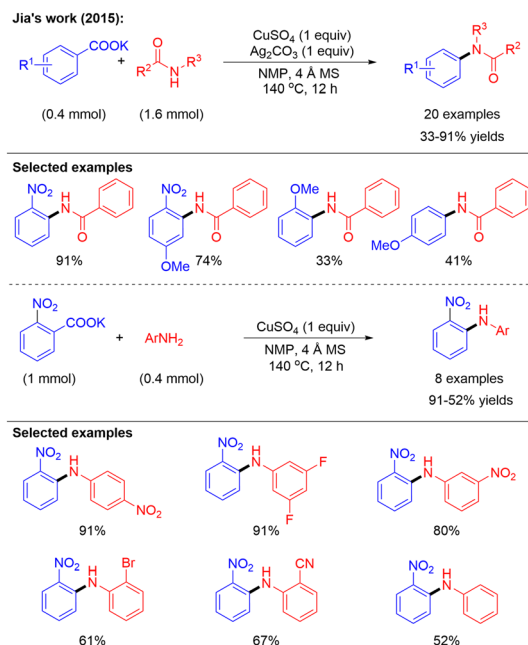 Jia's work (2015):
R¹ COOK + R² O N H R³
CuSO₄ (1 equiv)
Ag₂CO₃ (1 equiv)
NMP, 4 Å MS
140 ºC, 12 h
R¹ R³ N R² O
(0.4 mmol) (1.6 mmol)
20 examples
33-91% yields
Selected examples
NO₂ H N O
91%
NO₂ H N O OMe
74%
OMe H N O
33%
MeO H N O
41%
NO₂ COOK + ArNH₂
CuSO₄ (1 equiv)
NMP, 4 Å MS
140 ºC, 12 h
NO₂ H N Ar
(1 mmol) (0.4 mmol)
8 examples
91-52% yields
Selected examples
NO₂ H N NO₂
91%
NO₂ H N F F
91%
NO₂ H N NO₂
80%
NO₂ H N Br
61%
NO₂ H N CN
67%
NO₂ H N
52%